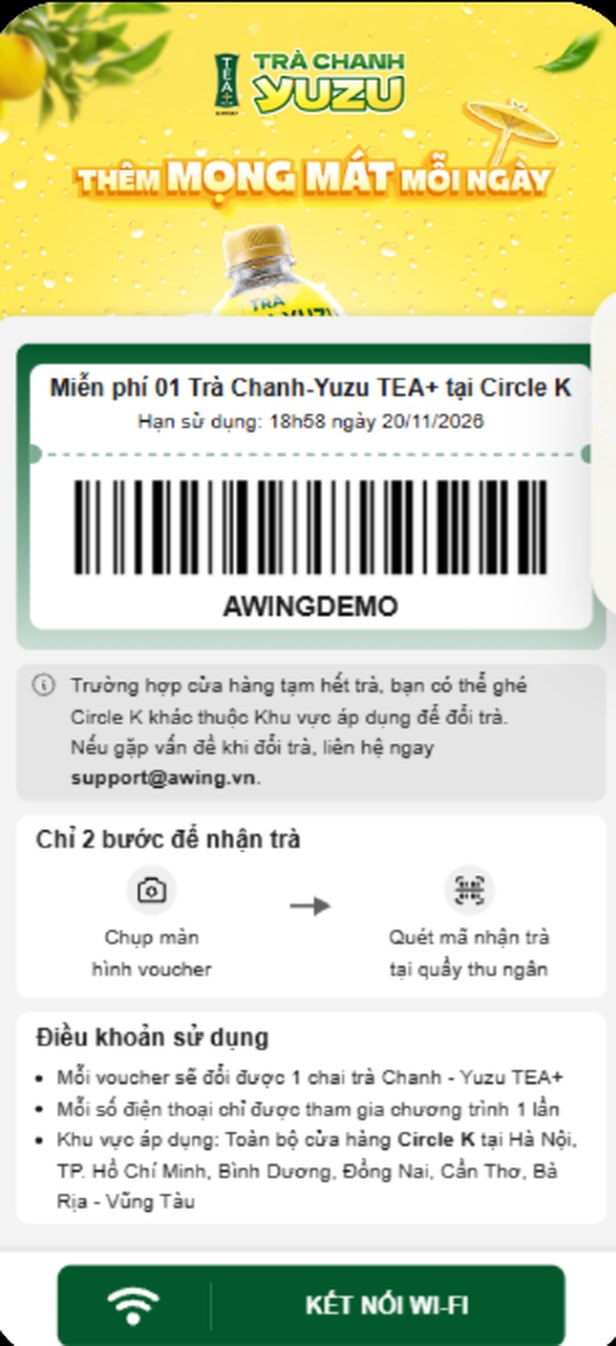 TEA+
TRÀ CHANH
YUZU
THÊM MỌNG MÁT MỖI NGÀY
TRÀ
Miễn phí 01 Trà Chanh-Yuzu TEA+ tại Circle K
Hạn sử dụng: 18h58 ngày 20/11/2026
AWINGDEMO
Trường hợp cửa hàng tạm hết trà, bạn có thể ghé
Circle K khác thuộc Khu vực áp dụng để đổi trà.
Nếu gặp vấn đề khi đổi trà, liên hệ ngay
support@awing.vn.
Chỉ 2 bước để nhận trà
Chụp màn
hình voucher
Quét mã nhận trà
tại quầy thu ngân
Điều khoản sử dụng
• Mỗi voucher sẽ đổi được 1 chai trà Chanh - Yuzu TEA+
• Mỗi số điện thoại chỉ được tham gia chương trình 1 lần
• Khu vực áp dụng: Toàn bộ cửa hàng Circle K tại Hà Nội,
TP. Hồ Chí Minh, Bình Dương, Đồng Nai, Cần Thơ, Bà
Rịa - Vũng Tàu
KẾT NỐI WI-FI